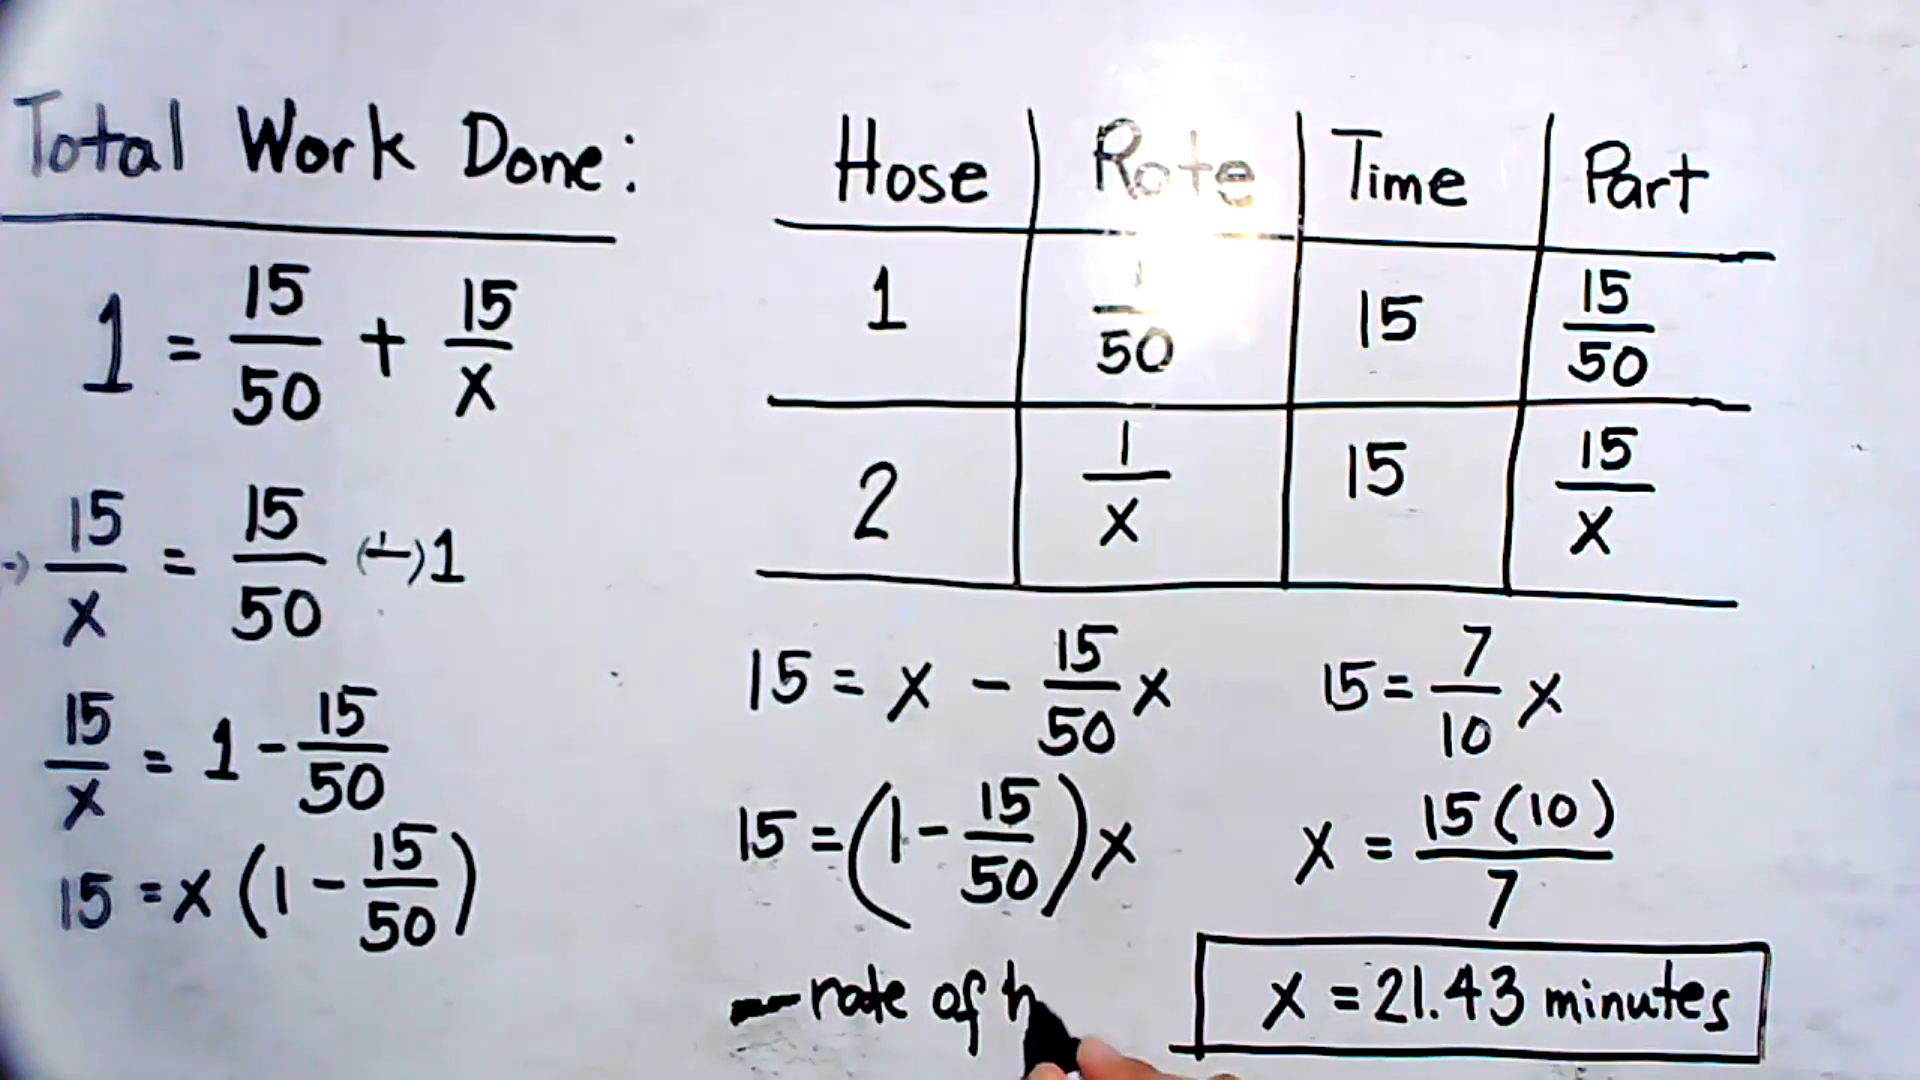 Total Work Done:
1 = 15/50 + 15/x
-) 15/x = 15/50 (-) 1
15/x = 1 - 15/50
15 = x (1 - 15/50)
Hose Rate Time Part
1 1/50 15 15/50
2 1/x 15 15/x
15 = x - 15/50 x
15 = (1 - 15/50) x
rate of h
15 = 7/10 x
x = 15(10)/7
x = 21.43 minutes